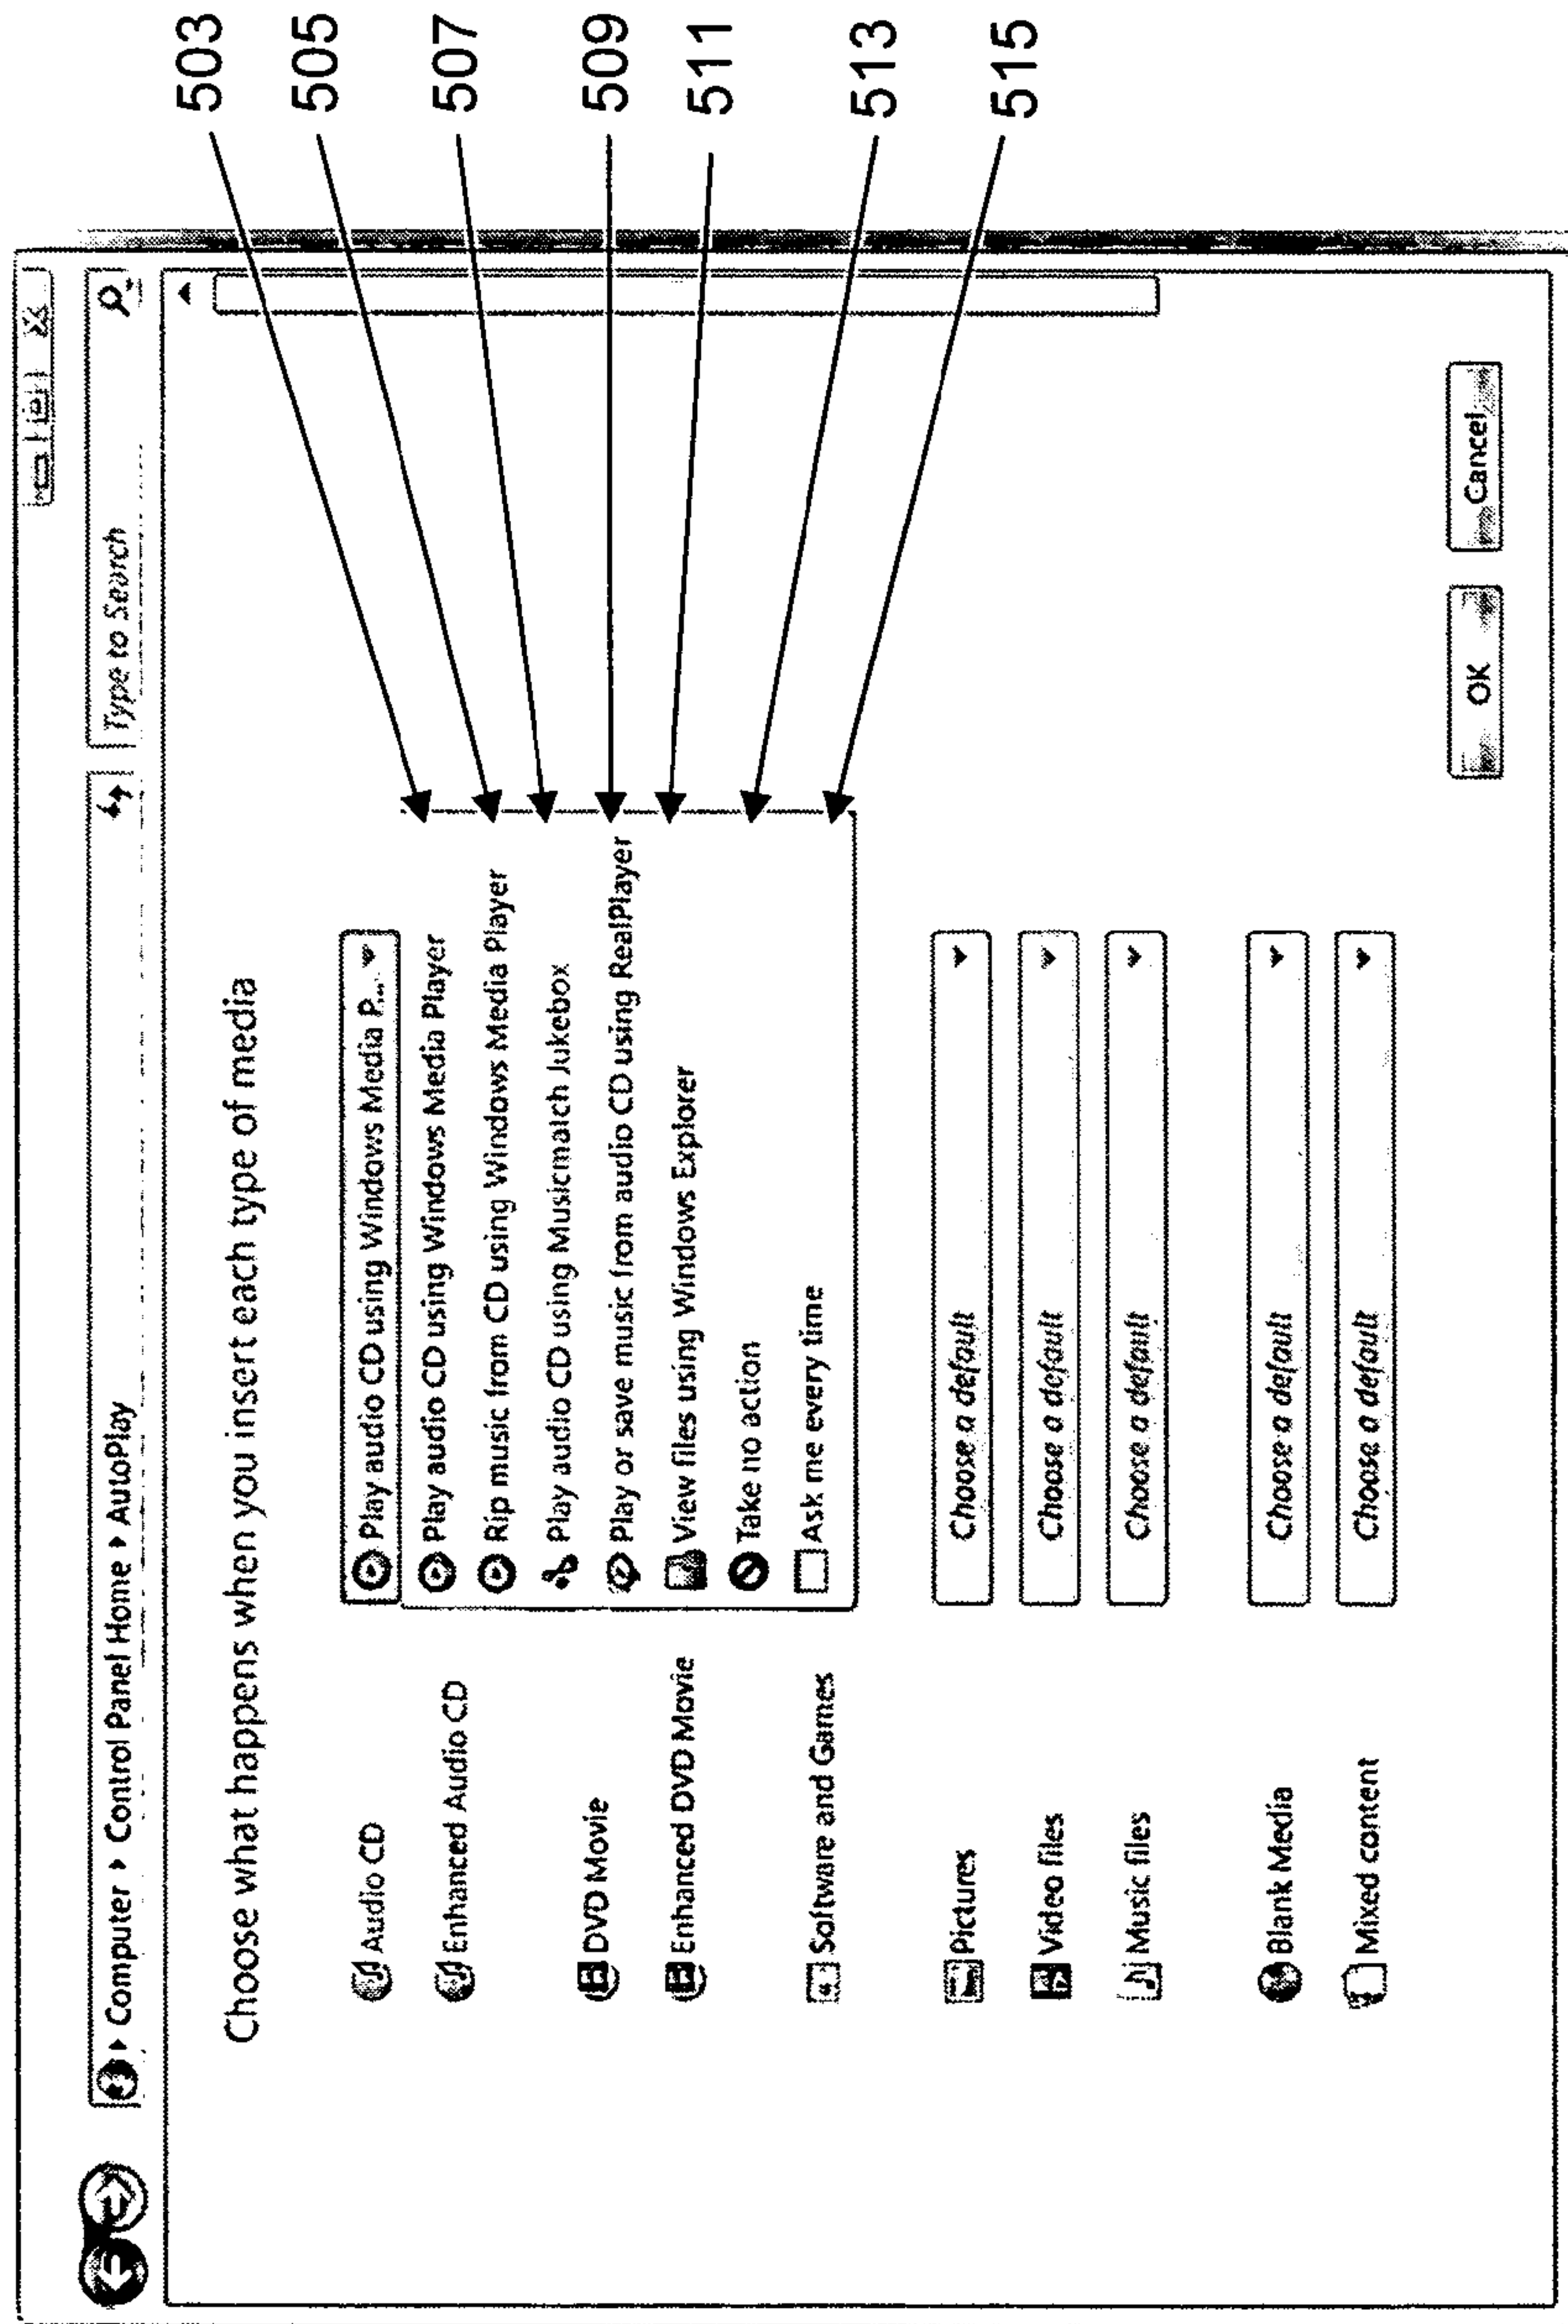 Computer ▸ Control Panel Home ▸ AutoPlay
Type to Search
Choose what happens when you insert each type of media
Audio CD
Play audio CD using Windows Media P...
Play audio CD using Windows Media Player
Enhanced Audio CD
Rip music from CD using Windows Media Player
Play audio CD using Musicmatch Jukebox
DVD Movie
Play or save music from audio CD using RealPlayer
Enhanced DVD Movie
View files using Windows Explorer
Take no action
Software and Games
Ask me every time
Pictures
Choose a default
Video files
Choose a default
Music files
Choose a default
Blank Media
Choose a default
Mixed content
Choose a default
OK
Cancel
503
505
507
509
511
513
515